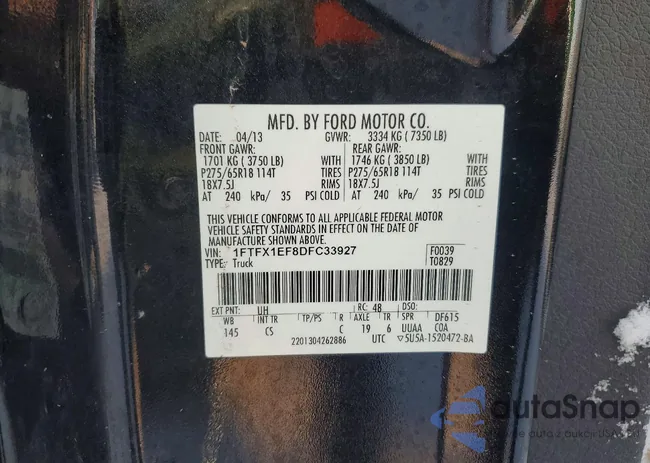 MFD. BY FORD MOTOR CO.
DATE: 04/13 GVWR: 3334 KG ( 7350 LB)
FRONT GAWR: REAR GAWR:
1701 KG ( 3750 LB) WITH 1746 KG ( 3850 LB) WITH
P275/65R18 114T TIRES P275/65R18 114T TIRES
18X7.5J RIMS 18X7.5J RIMS
AT 240 kPa/ 35 PSI COLD AT 240 kPa/ 35 PSI COLD
THIS VEHICLE CONFORMS TO ALL APPLICABLE FEDERAL MOTOR
VEHICLE SAFETY STANDARDS IN EFFECT ON THE DATE OF
MANUFACTURE SHOWN ABOVE.
VIN: 1FTFX1EF8DFC33927 F0039
TYPE: Truck T0829
EXT PNT: UH RC: 48 DSO:
WB INT TR TP/PS R AXLE TR SPR DF615
145 CS C 19 6 UUAA COA
2201304262886 UTC ▽5U5A-1520472-BA
autaSnap
auta z aukcji USA